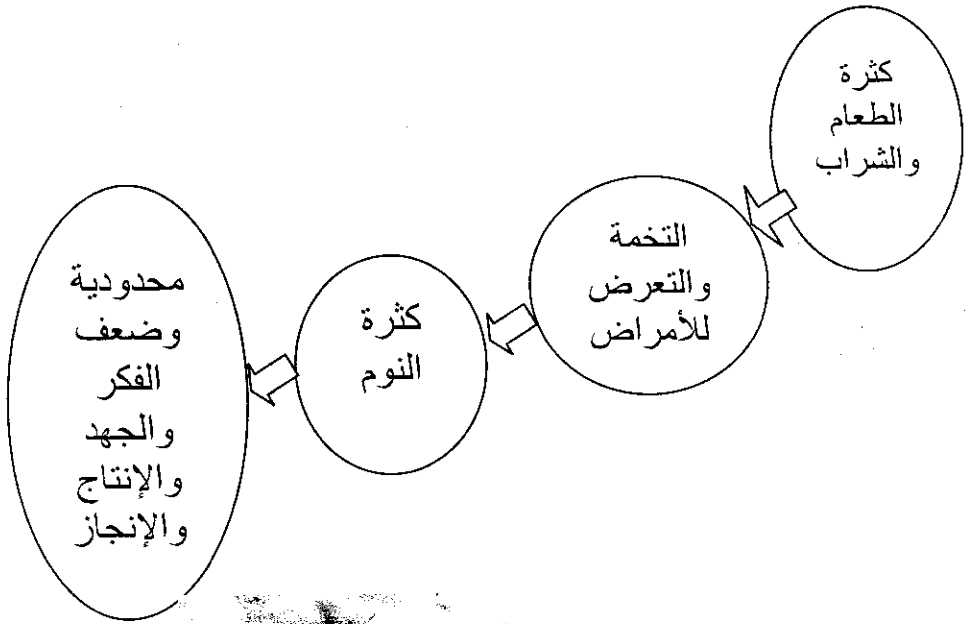 كثرة
الطعام
والشراب
التخمة
والتعرض
للأمراض
كثرة
النوم
محدودية
وضعف
الفكر
والجهد
والإنتاج
والإنجاز